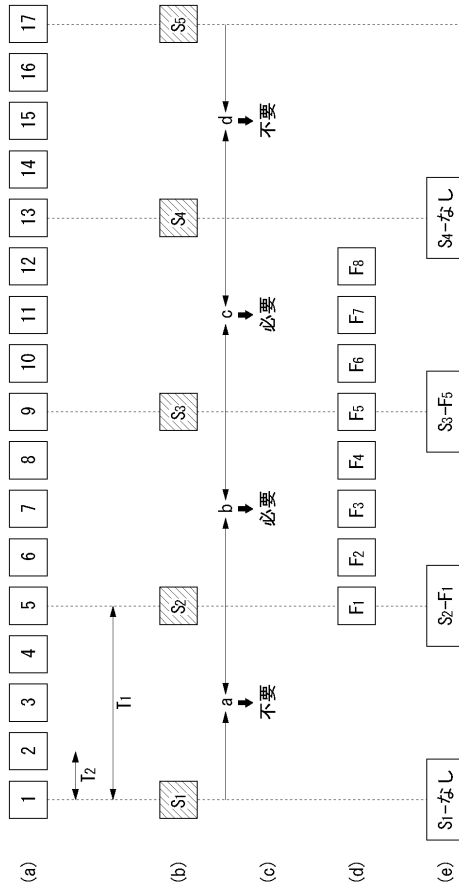 (a) 1 2 3 4 5 6 7 8 9 10 11 12 13 14 15 16 17
T2
T1
(b) S1 S2 S3 S4 S5
(c) a b c d
不要 必要 必要 不要
(d) F1 F2 F3 F4 F5 F6 F7 F8
(e) S1-なし S2-F1 S3-F5 S4-なし